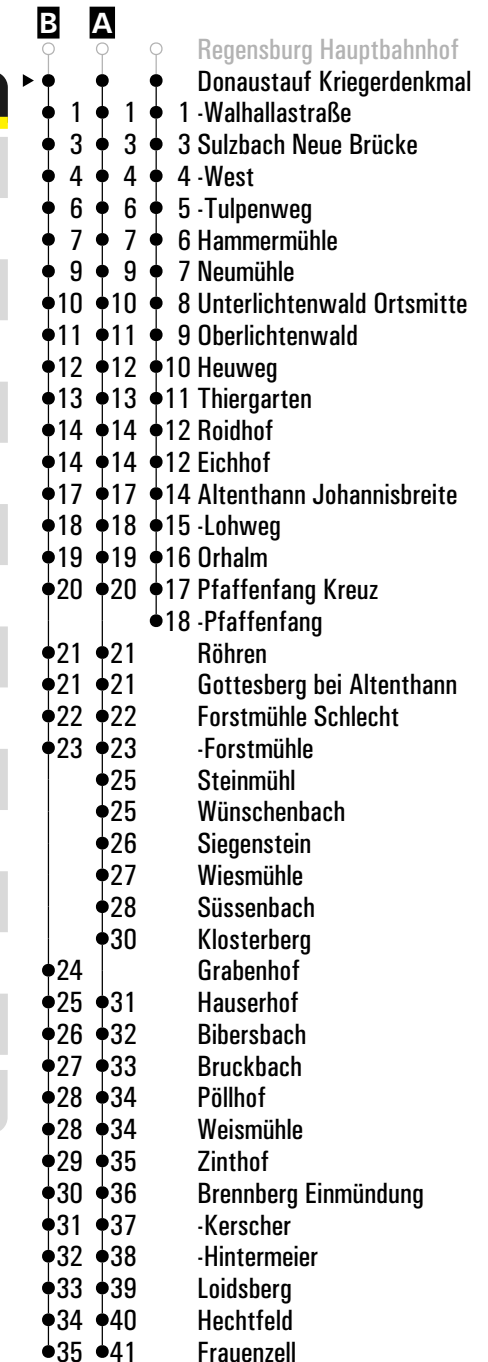 B A
Regensburg Hauptbahnhof
Donaustauf Kriegerdenkmal
1 1 1 -Walhallastraße
3 3 3 Sulzbach Neue Brücke
4 4 4 -West
6 6 5 -Tulpenweg
7 7 6 Hammermühle
9 9 7 Neumühle
10 10 8 Unterlichtenwald Ortsmitte
11 11 9 Oberlichtenwald
12 12 10 Heuweg
13 13 11 Thiergarten
14 14 12 Roidhof
14 14 12 Eichhof
17 17 14 Altenthann Johannisbreite
18 18 15 -Lohweg
19 19 16 Orhalm
20 20 17 Pfaffenfang Kreuz
18 -Pfaffenfang
21 21 Röhren
21 21 Gottesberg bei Altenthann
22 22 Forstmühle Schlecht
23 23 -Forstmühle
25 Steinmühl
25 Wünschenbach
26 Siegenstein
27 Wiesmühle
28 Süssenbach
30 Klosterberg
24 Grabenhof
25 31 Hauserhof
26 32 Bibersbach
27 33 Bruckbach
28 34 Pöllhof
28 34 Weismühle
29 35 Zinthof
30 36 Brennberg Einmündung
31 37 -Kerscher
32 38 -Hintermeier
33 39 Loidsberg
34 40 Hechtfeld
35 41 Frauenzell